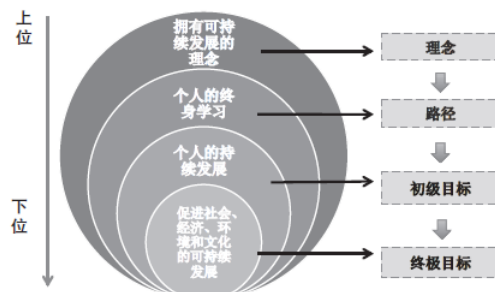 上
位
拥有可持
续发展的
理念
理念
个人的终
身学习
路径
个人的持
续发展
初级目标
下
位
促进社会、
经济、环
境和文化
的可持续
发展
终极目标